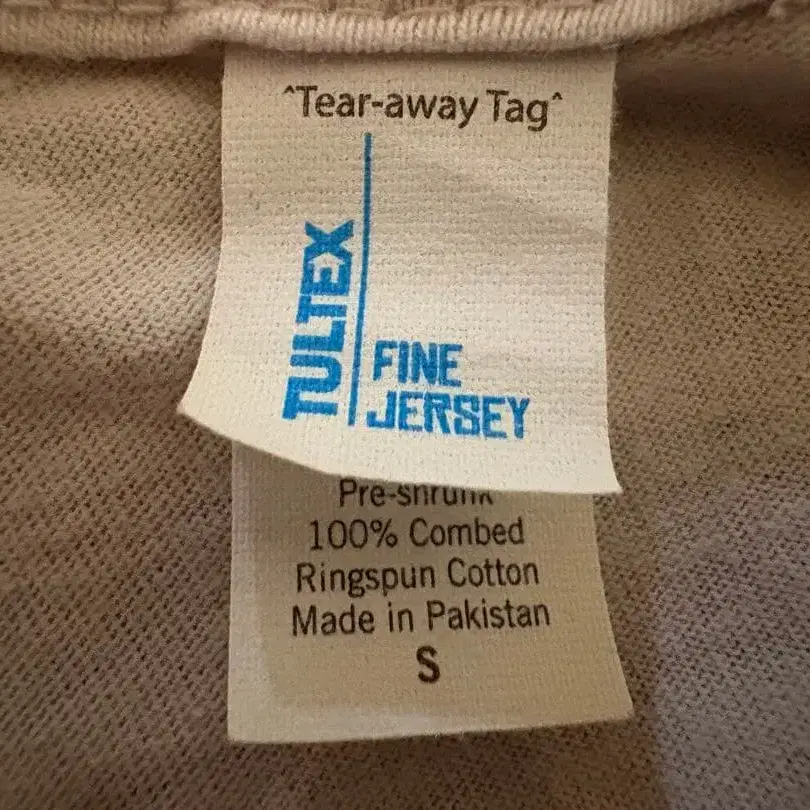 ^Tear-away Tag^
TULTEX
FINE
JERSEY
Pre-shrunk
100% Combed
Ringspun Cotton
Made in Pakistan
S